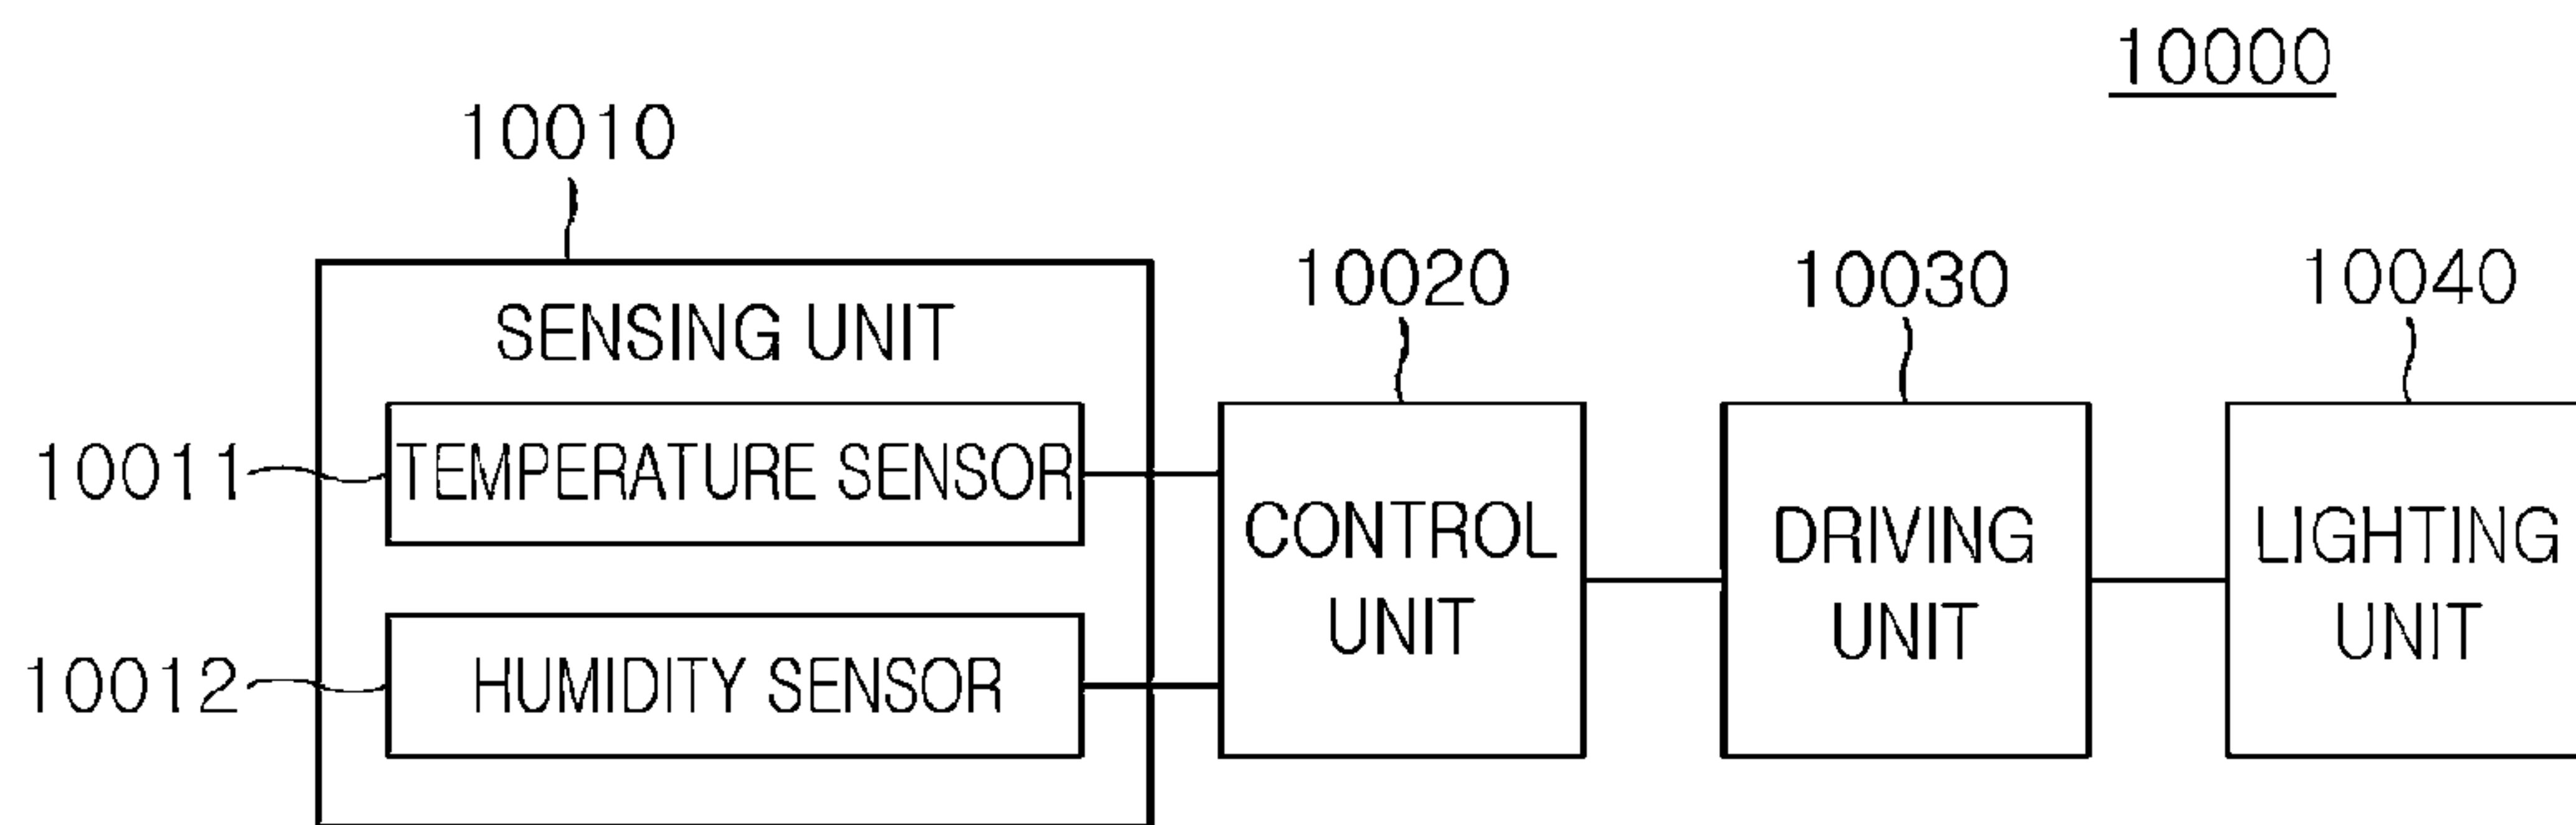 10000
10010
10020
10030
10040
SENSING UNIT
10011
TEMPERATURE SENSOR
10012
HUMIDITY SENSOR
CONTROL
UNIT
DRIVING
UNIT
LIGHTING
UNIT